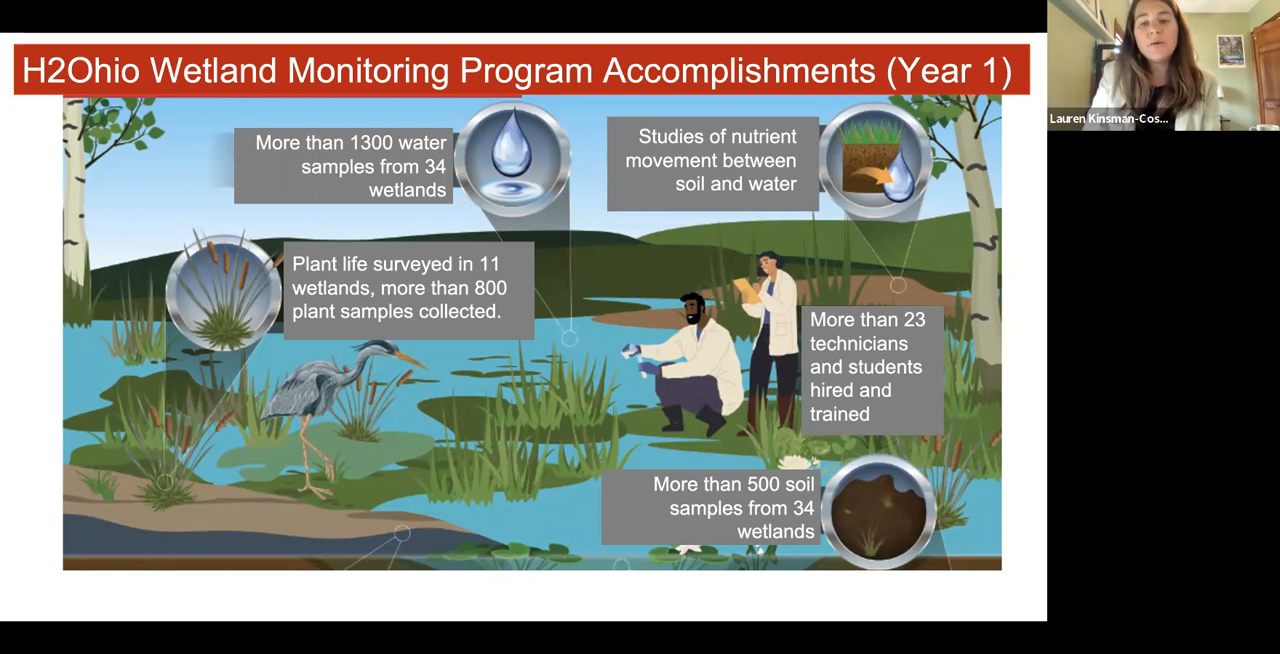 H2Ohio Wetland Monitoring Program Accomplishments (Year 1)
More than 1300 water
samples from 34
wetlands
Studies of nutrient
movement between
soil and water
Plant life surveyed in 11
wetlands, more than 800
plant samples collected.
More than 23
technicians
and students
hired and
trained
More than 500 soil
samples from 34
wetlands
Lauren Kinsman-Cos...